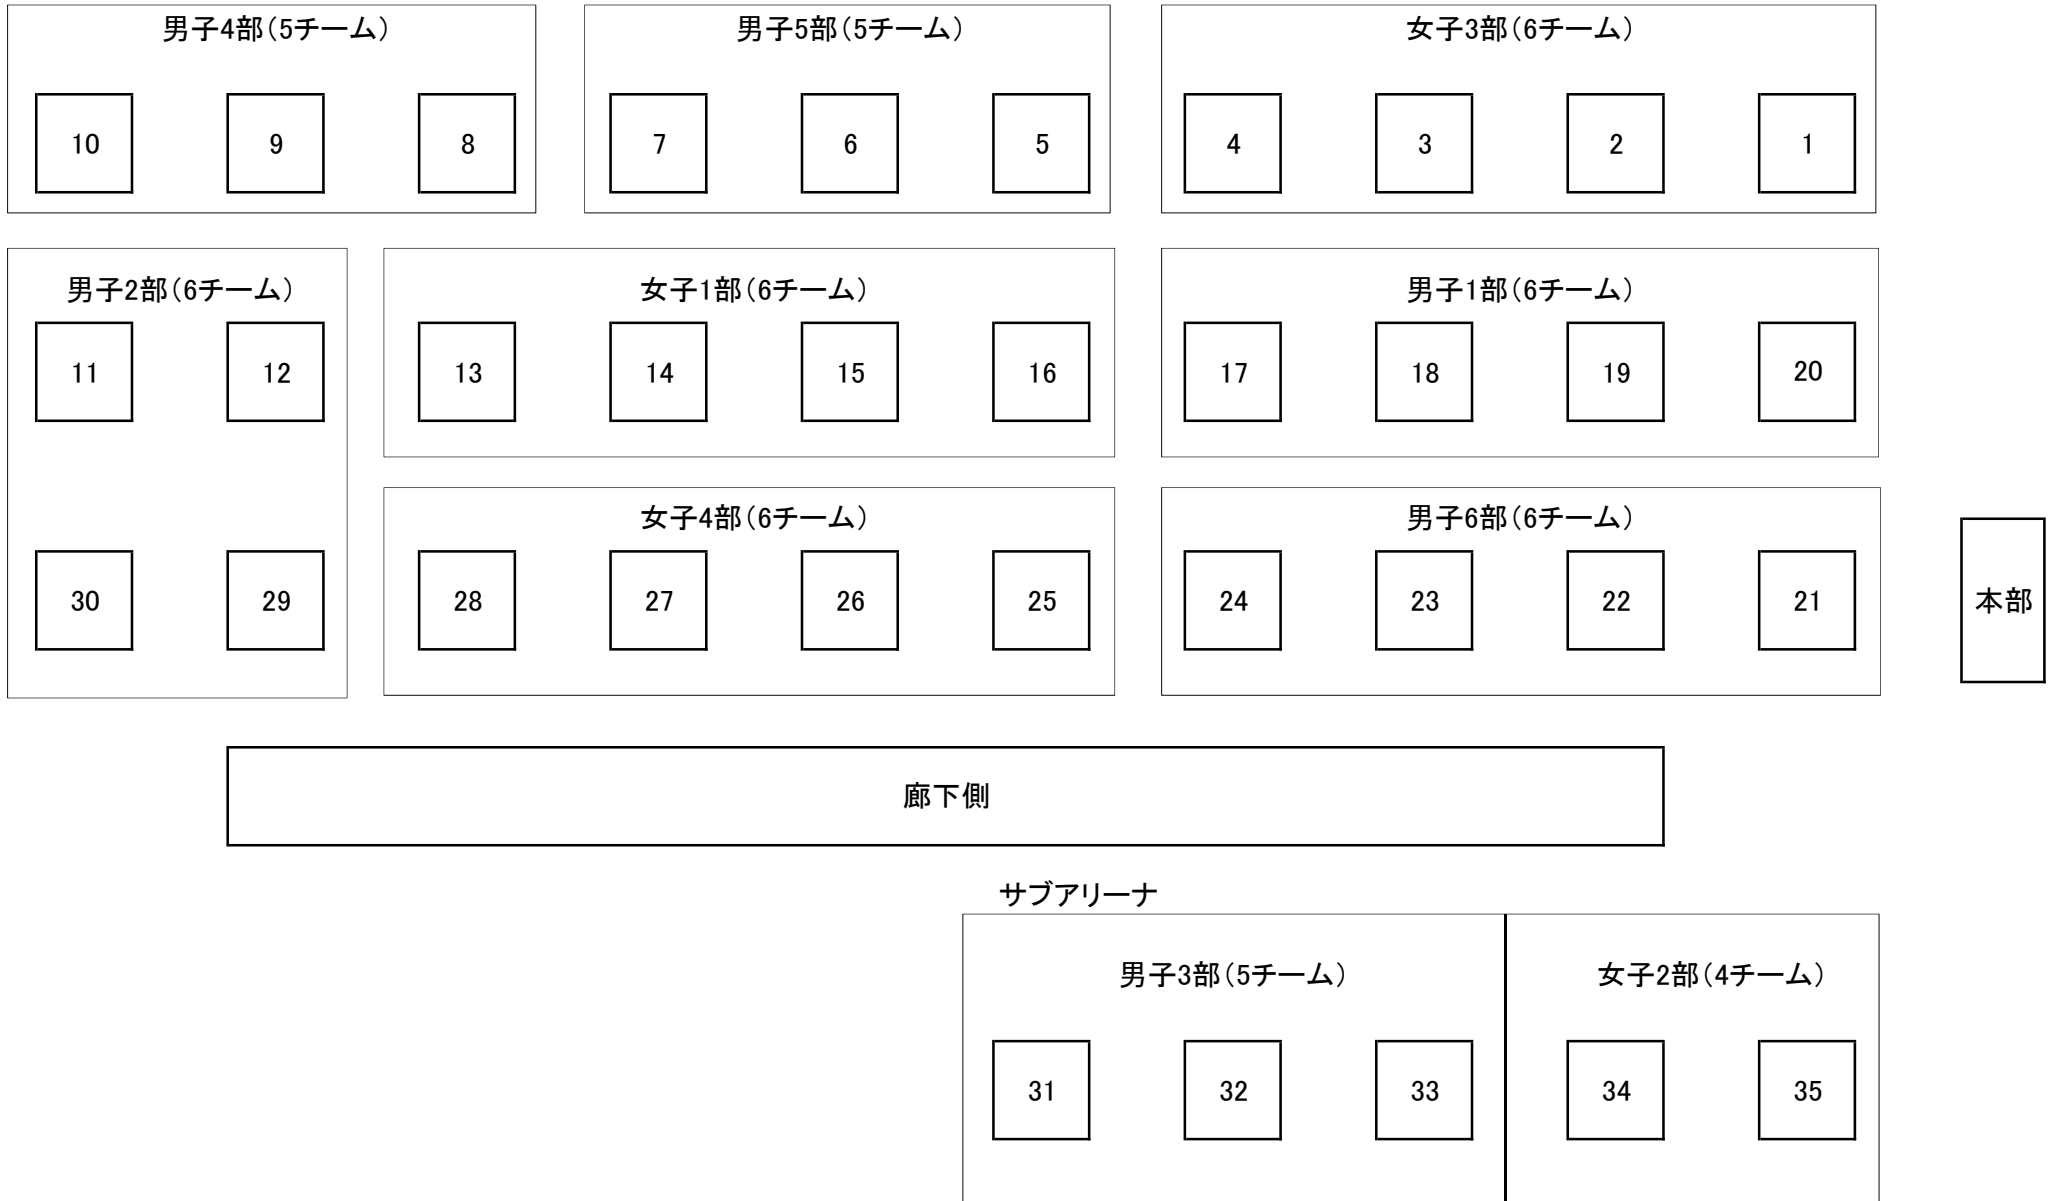 男子4部(5チーム)
男子5部(5チーム)
女子3部(6チーム)
10 9 8 7 6 5 4 3 2 1
男子2部(6チーム)
女子1部(6チーム)
男子1部(6チーム)
11 12 13 14 15 16 17 18 19 20
女子4部(6チーム)
男子6部(6チーム)
30 29 28 27 26 25 24 23 22 21
本部
廊下側
サブアリーナ
男子3部(5チーム)
女子2部(4チーム)
31 32 33 34 35